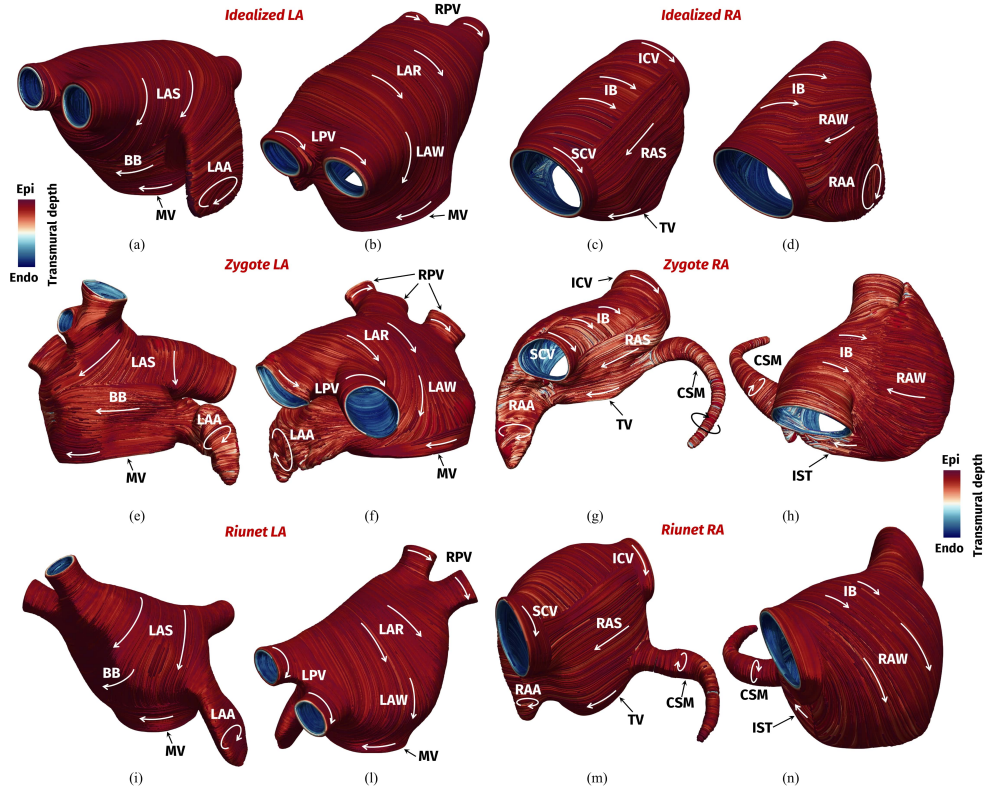 Idealized LA
Idealized RA
RPV
LAR
LAS
BB
LAA
MV
LPV
LAW
MV
ICV
IB
SCV
RAS
TV
IB
RAW
RAA
Epi
Endo
Transmural depth
(a)
(b)
(c)
(d)
Zygote LA
Zygote RA
RPV
LAR
LAS
BB
LAA
MV
LPV
LAW
LAA
MV
ICV
IB
SCV
RAS
RAA
CSM
TV
CSM
IB
RAW
IST
Epi
Endo
Transmural depth
(e)
(f)
(g)
(h)
Riunet LA
Riunet RA
LAS
BB
LAA
MV
RPV
LAR
LPV
LAW
MV
ICV
SCV
RAS
RAA
TV
CSM
IB
RAW
CSM
IST
(i)
(l)
(m)
(n)